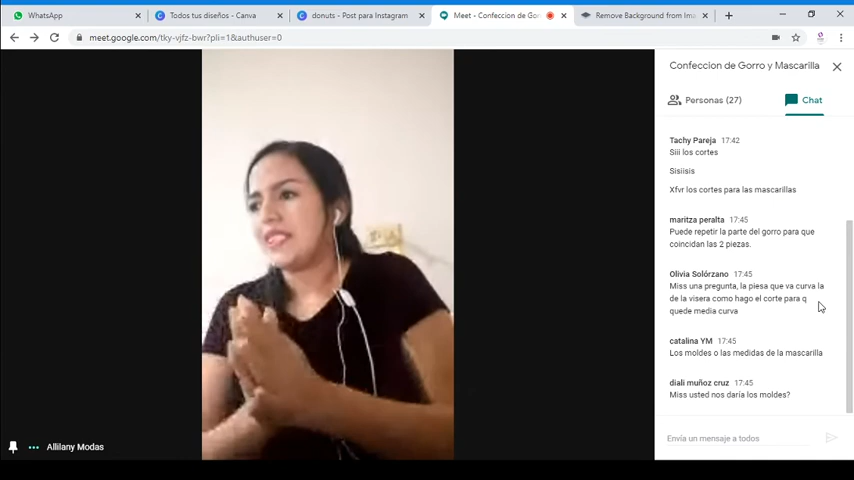 WhatsApp
Todos tus diseños - Canva
donuts - Post para Instagram
Meet - Confeccion de Go
Remove Background from Ima
meet.google.com/tky-vjfz-bwr?pli=1&authuser=0
Confeccion de Gorro y Mascarilla
Personas (27)
Chat
Tachy Pareja 17:42
Siii los cortes
Sisiisis
Xfvr los cortes para las mascarillas
maritza peralta 17:45
Puede repetir la parte del gorro para que
coincidan las 2 piezas.
Olivia Solórzano 17:45
Miss una pregunta, la piesa que va curva la
de la visera como hago el corte para q
quede media curva
catalina YM 17:45
Los moldes o las medidas de la mascarilla
diali muñoz cruz 17:45
Miss usted nos daría los moldes?
Envía un mensaje a todos
Allilany Modas